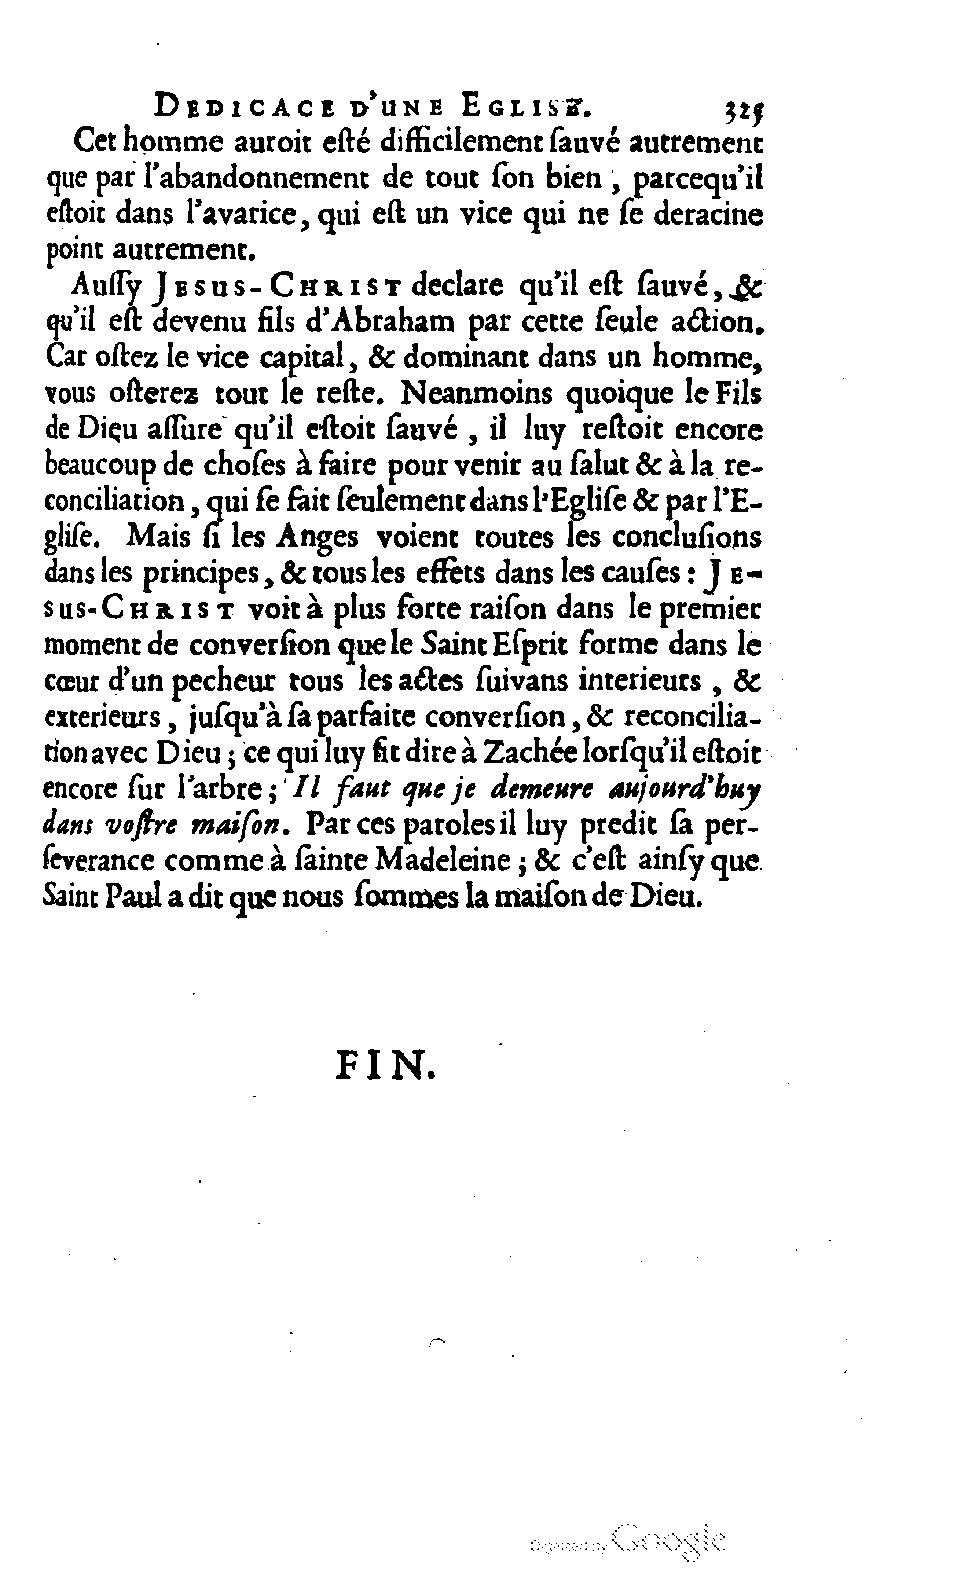 DEDICACE D'UNE EGLISE. 325
Cet homme auroit eſté difficilement ſauvé autrement
que par l'abandonnement de tout ſon bien, parcequ'il
eſtoit dans l'avarice, qui eſt un vice qui ne ſe deracine
point autrement.
Auſſy JESUS-CHRIST declare qu'il eſt ſauvé, &
qu'il eſt devenu fils d'Abraham par cette ſeule action.
Car oſtez le vice capital, & dominant dans un homme,
vous oſterez tout le reſte. Neanmoins quoique le Fils
de Dieu aſſure qu'il eſtoit ſauvé, il luy reſtoit encore
beaucoup de choſes à faire pour venir au ſalut & à la re-
conciliation, qui ſe fait ſeulement dans l'Egliſe & par l'E-
gliſe. Mais ſi les Anges voient toutes les concluſions
dans les principes, & tous les effets dans les cauſes : JE-
SUS-CHRIST voit à plus forte raiſon dans le premier
moment de converſion que le Saint Eſprit forme dans le
cœur d'un pecheur tous les actes ſuivans interieurs, &
exterieurs, juſqu'à ſa parfaite converſion, & reconcilia-
tion avec Dieu ; ce qui luy fit dire à Zachée lorſqu'il eſtoit
encore ſur l'arbre ; Il faut que je demeure aujourd'huy
dans voſtre maiſon. Par ces paroles il luy predit ſa per-
ſeverance comme à ſainte Madeleine ; & c'eſt ainſy que
Saint Paul a dit que nous ſommes la maiſon de Dieu.
FIN.
Digitized by Google